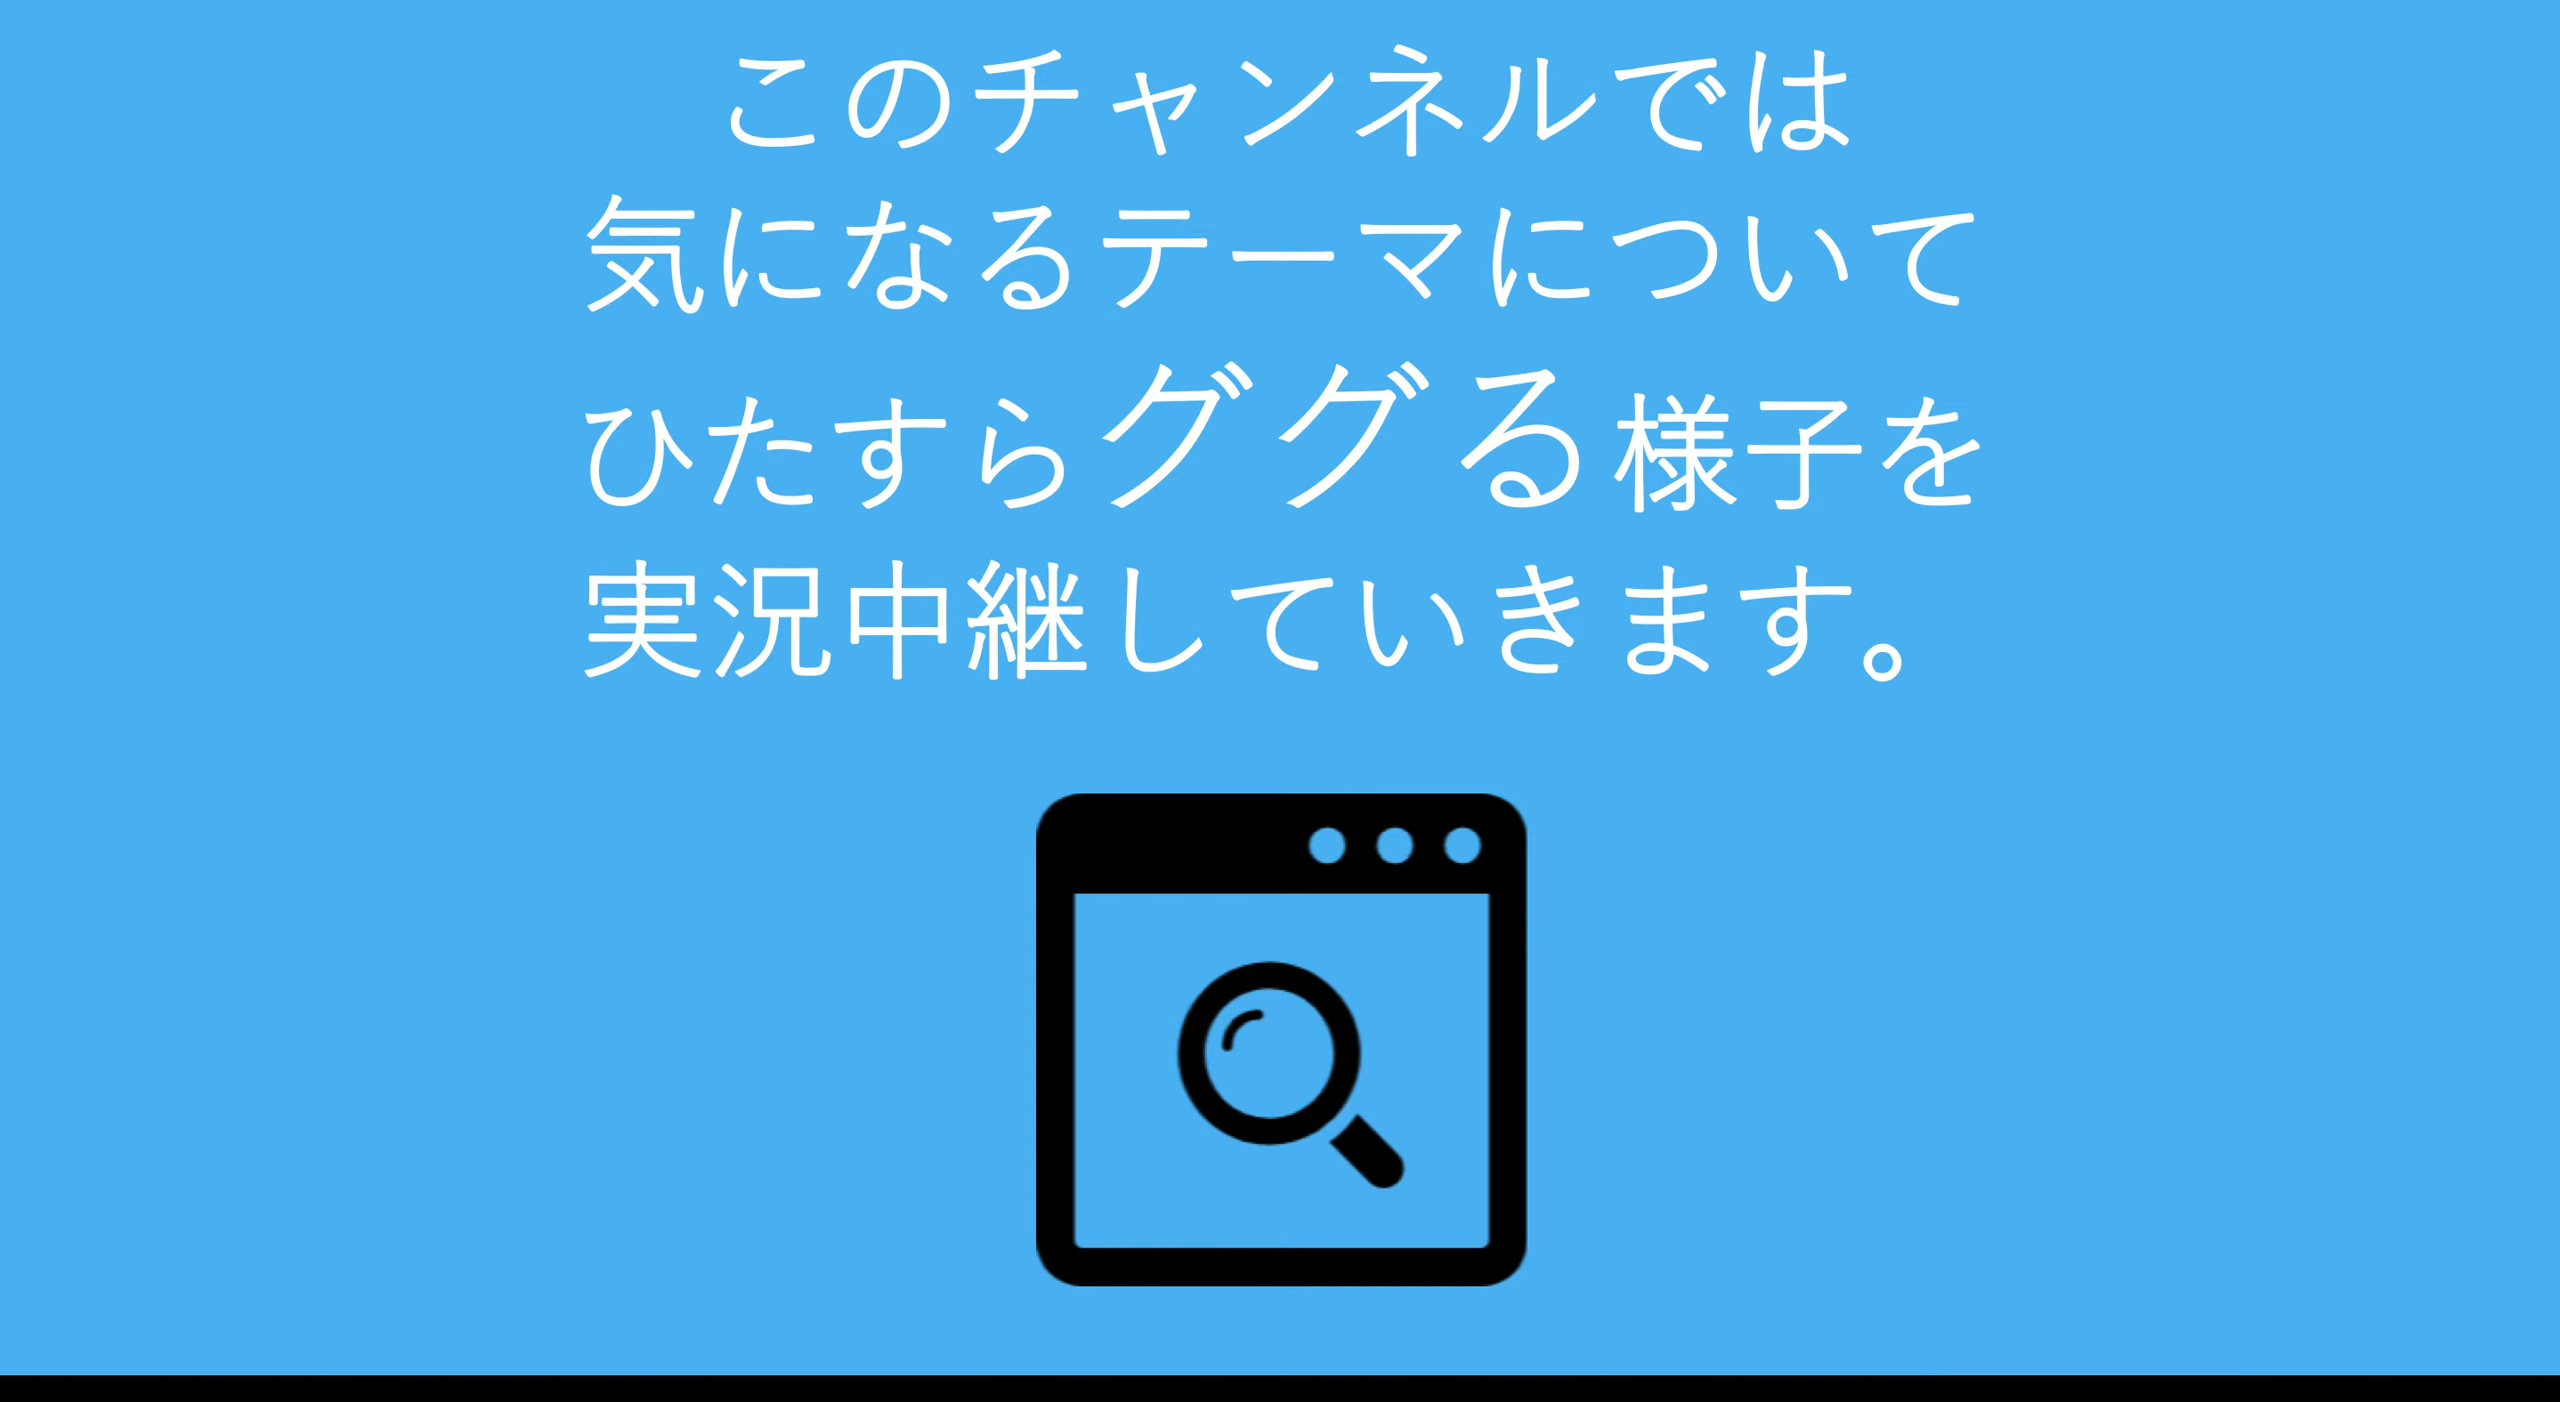 このチャンネルでは
気になるテーマについて
ひたすらググる様子を
実況中継していきます。